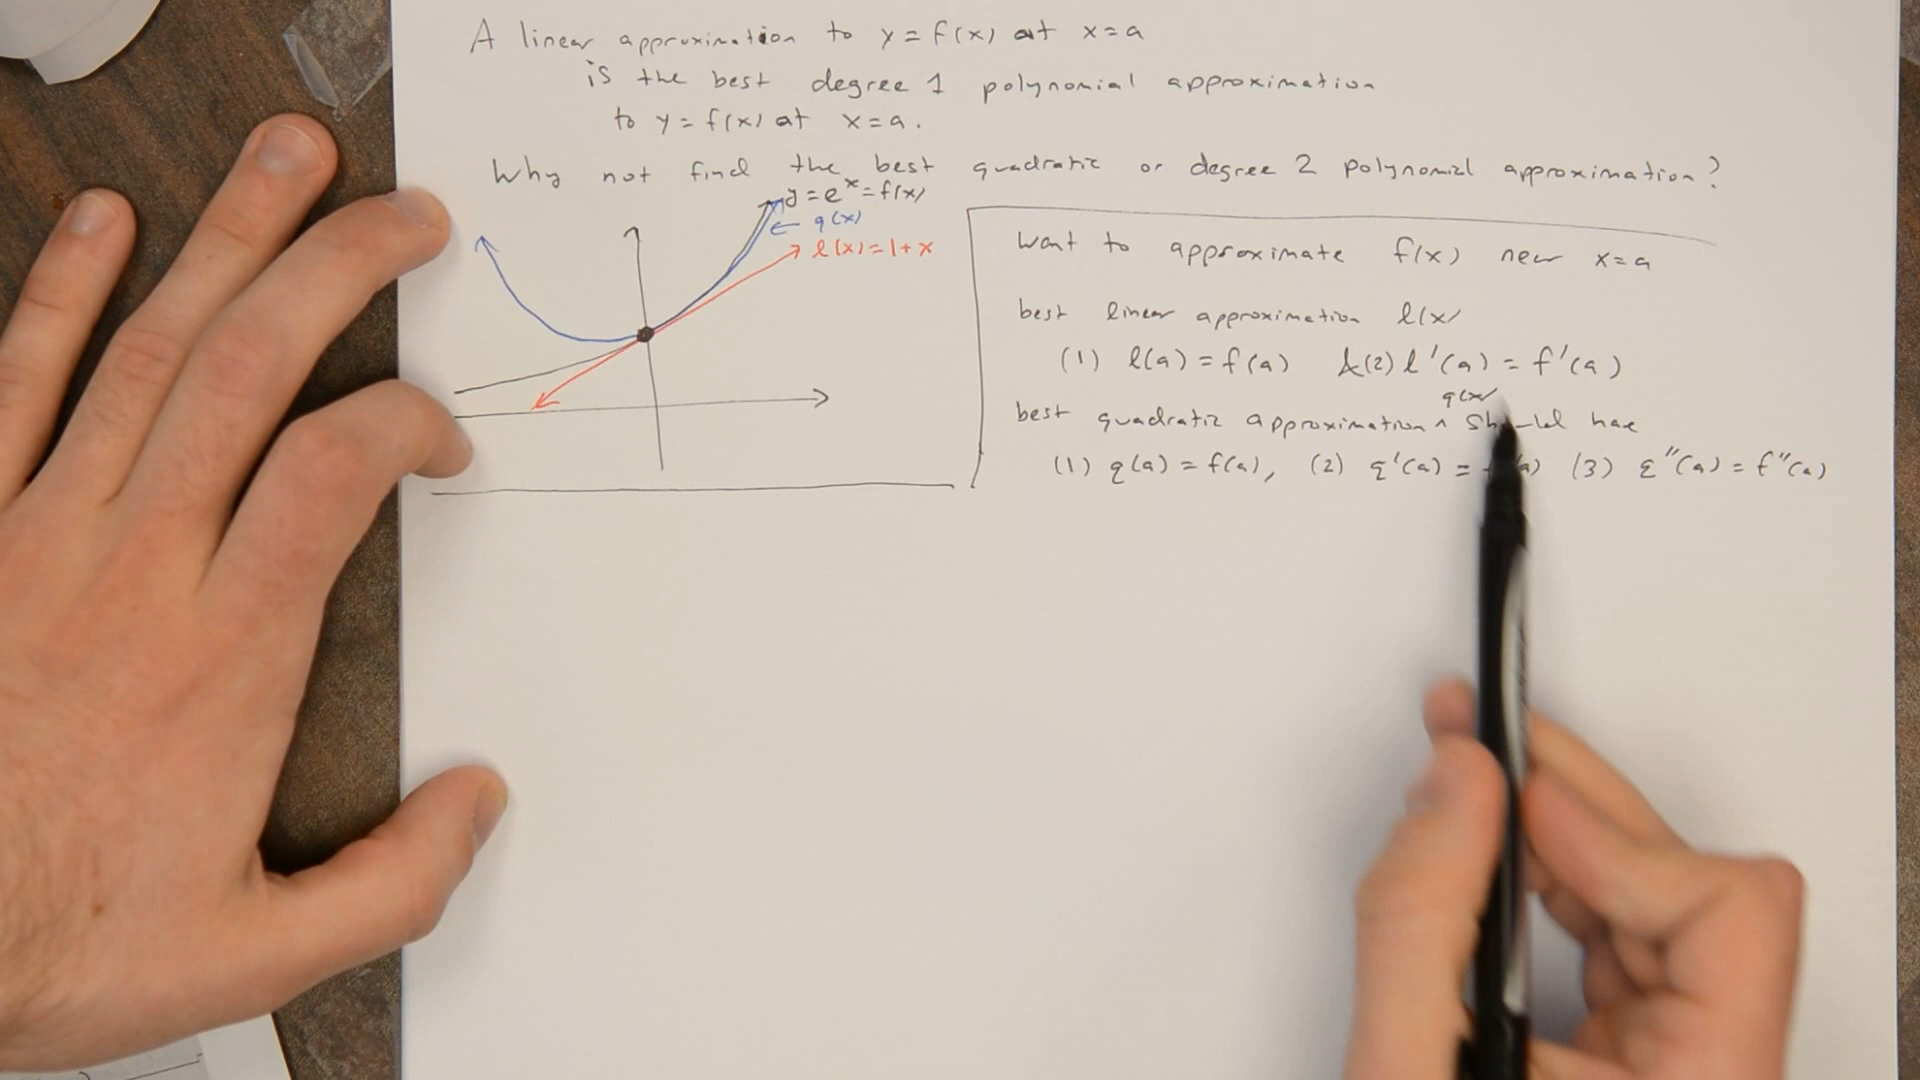 A linear approximation to y = f(x) at x = a
is the best degree 1 polynomial approximation
to y = f(x) at x = a.
Why not find the best quadratic or degree 2 polynomial approximation?
y = e^x = f(x)
← q(x)
l(x) = 1 + x
Want to approximate f(x) near x = a
best linear approximation l(x)
(1) l(a) = f(a) & (2) l'(a) = f'(a)
q(x)
best quadratic approximation ^ should have
(1) q(a) = f(a), (2) q'(a) = f'(a) (3) q''(a) = f''(a)